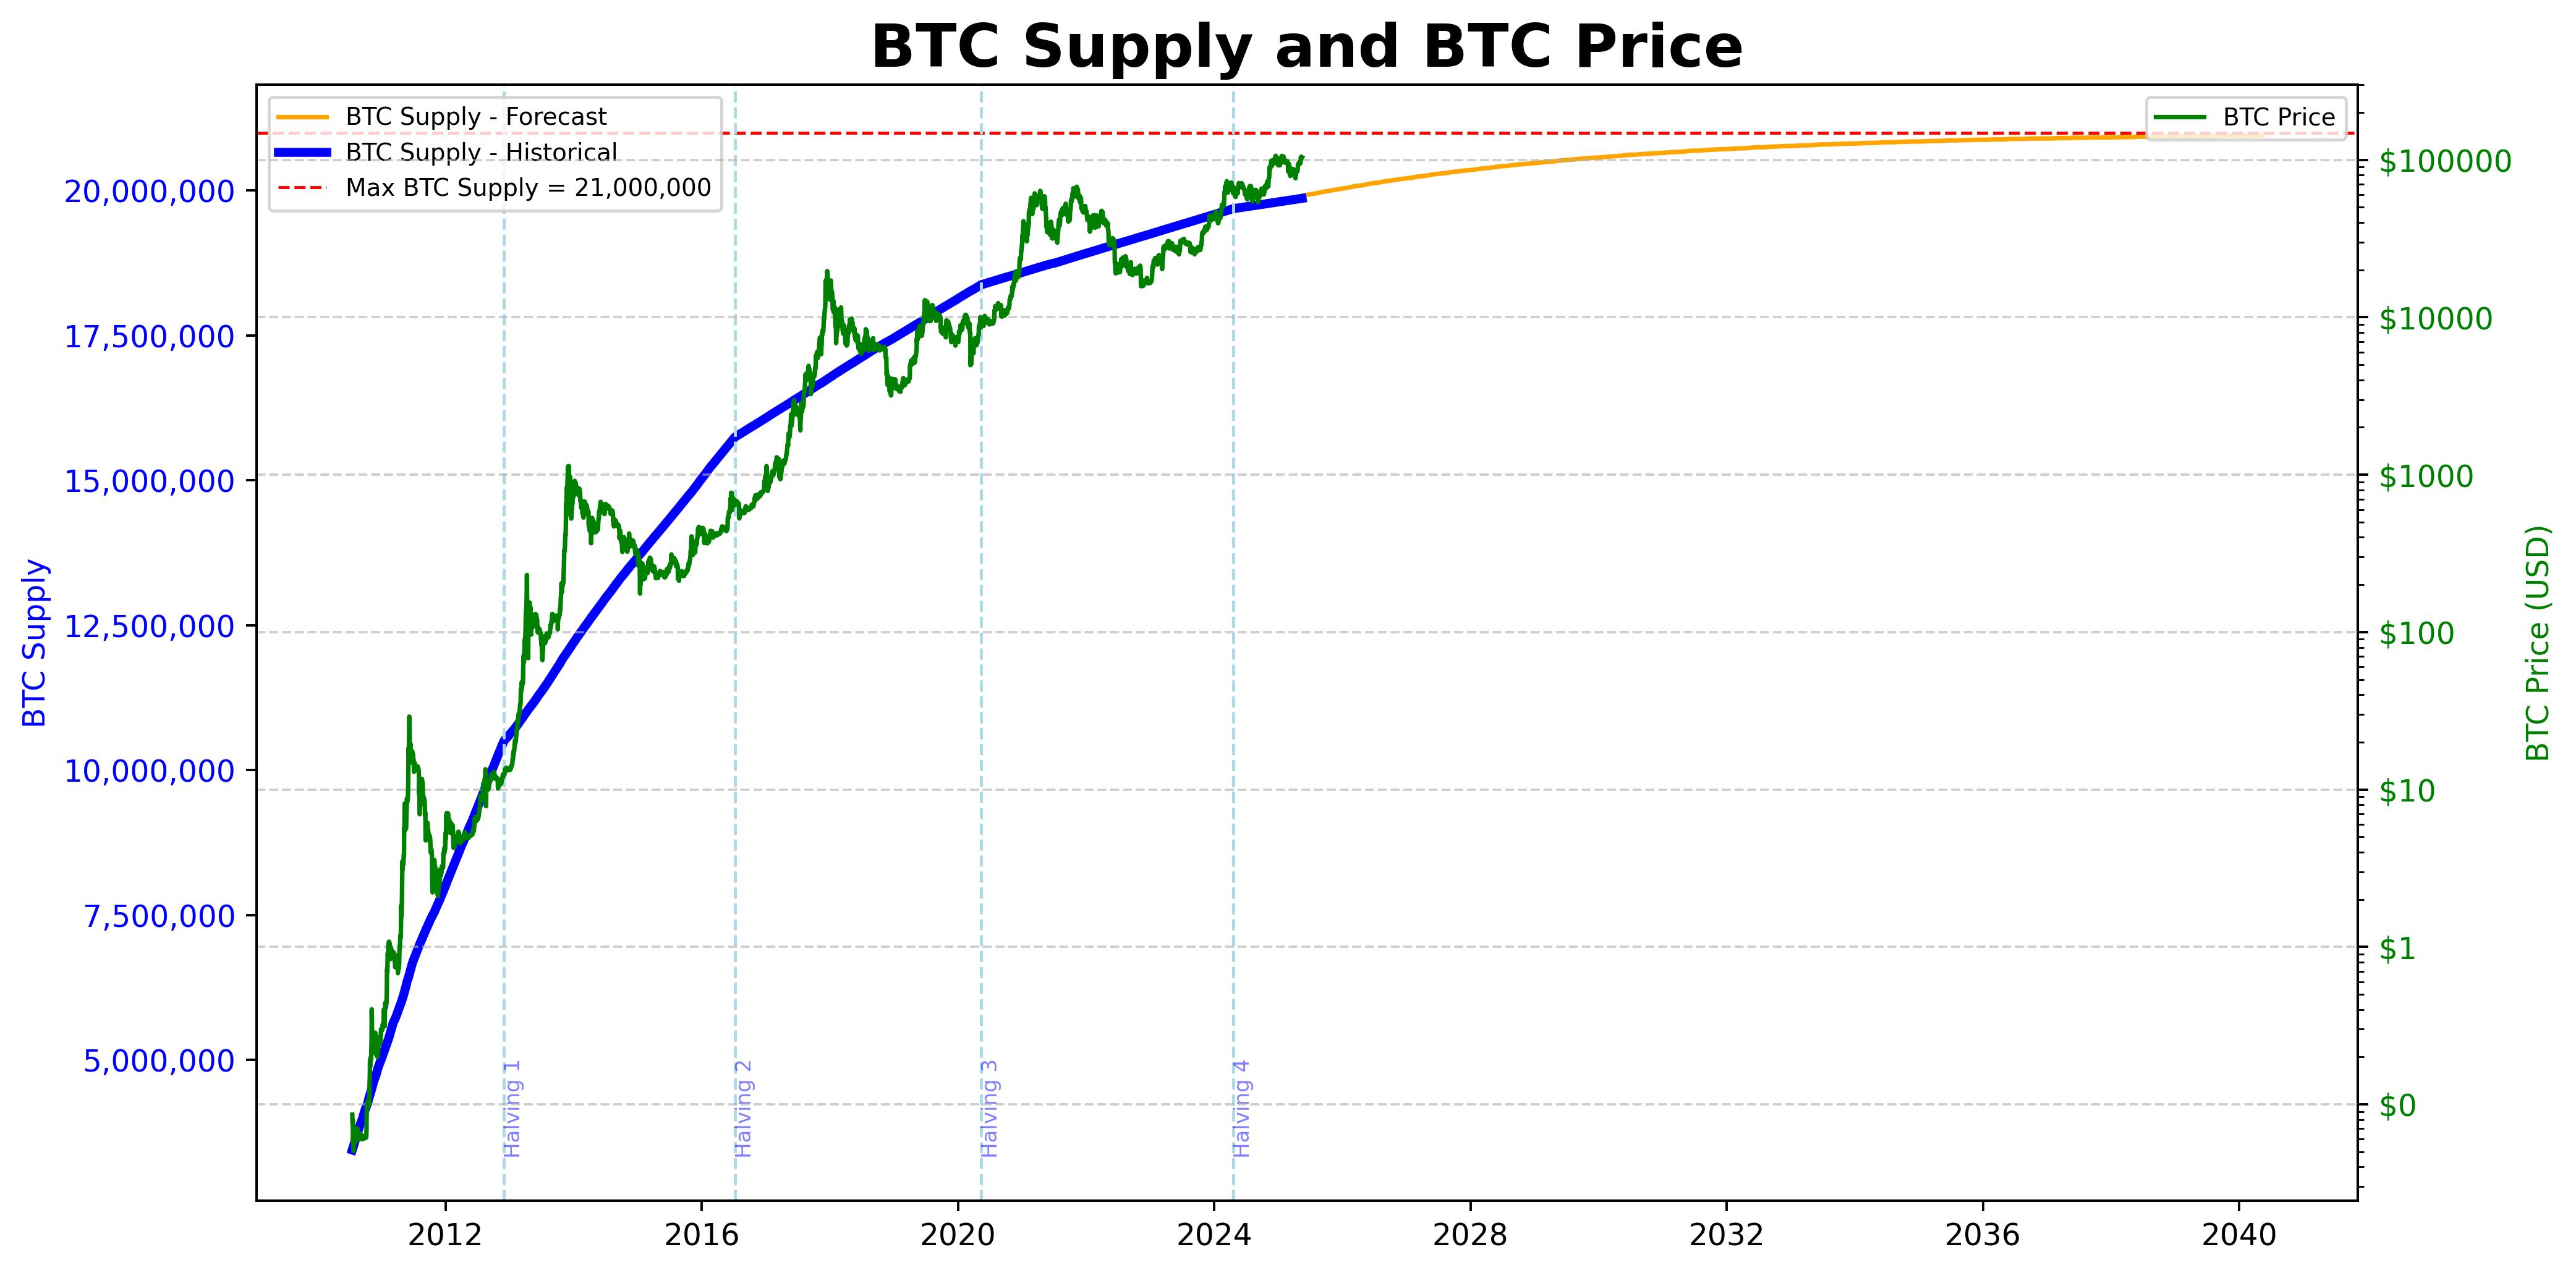 BTC Supply and BTC Price
BTC Supply - Forecast
BTC Supply - Historical
Max BTC Supply = 21,000,000
BTC Price
BTC Supply
20,000,000
17,500,000
15,000,000
12,500,000
10,000,000
7,500,000
5,000,000
Halving 1
Halving 2
Halving 3
Halving 4
$100000
$10000
$1000
$100
$10
$1
$0
BTC Price (USD)
2012 2016 2020 2024 2028 2032 2036 2040